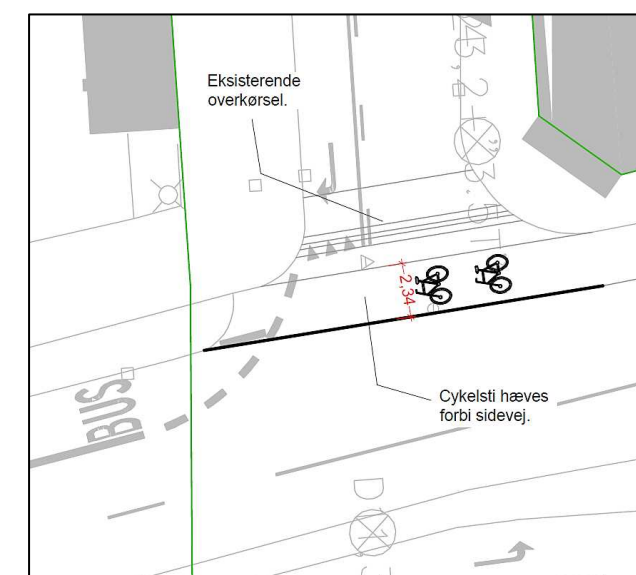 Eksisterende
overkørsel.
2,34
Cykelsti hæves
forbi sidevej.
BUS